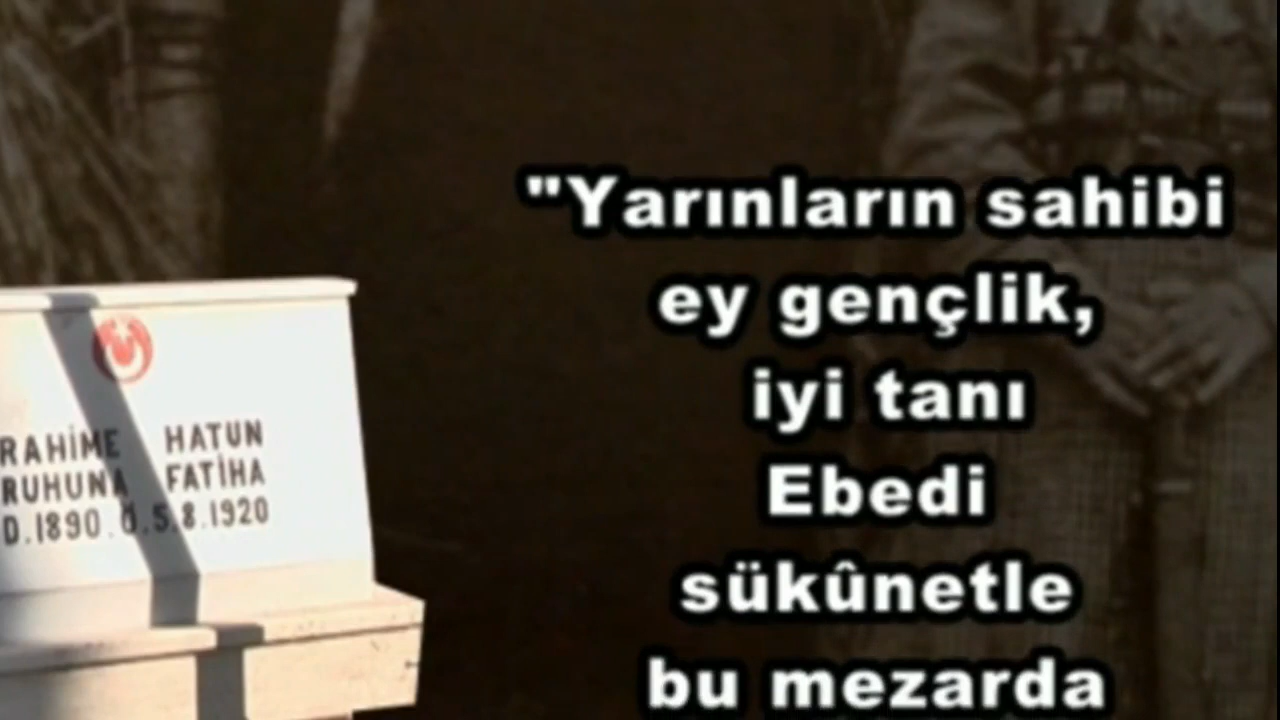 RAHİME HATUN
RUHUNA FATİHA
D.1890.Ö.5.8.1920
"Yarınların sahibi
ey gençlik,
iyi tanı
Ebedi
sükûnetle
bu mezarda